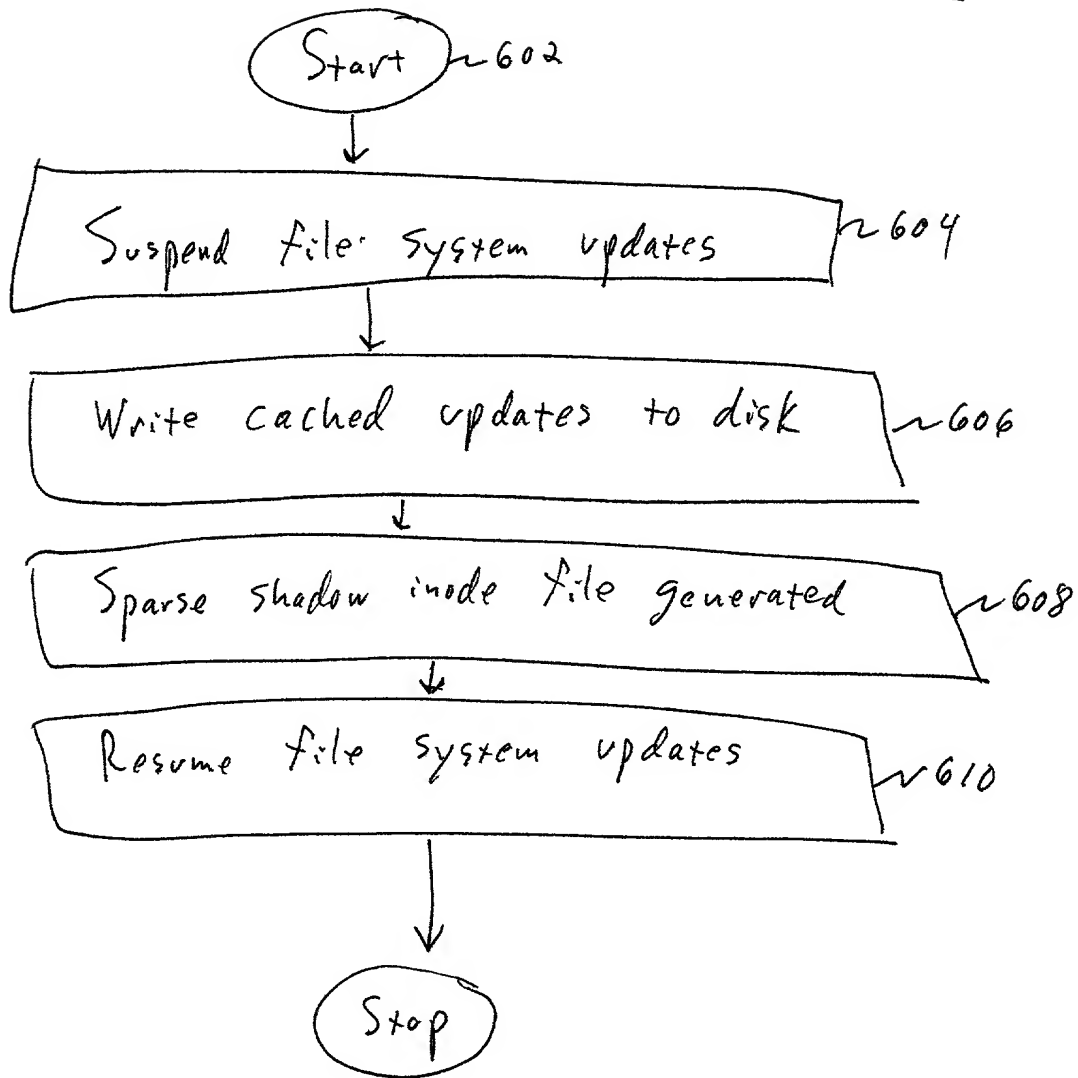 Start 602
Suspend file system updates 604
Write cached updates to disk 606
Sparse shadow inode file generated 608
Resume file system updates 610
Stop